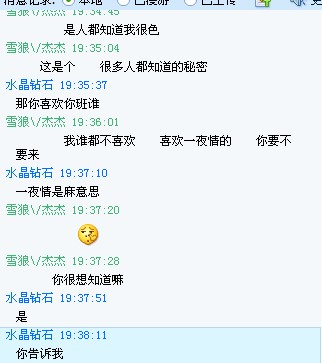 消息记录: 本地 已漫游 已上传
19:34:45
是人都知道我很色
雪狼\/杰杰 19:35:04
这是个 很多人都知道的秘密
水晶钻石 19:35:37
那你喜欢你班谁
雪狼\/杰杰 19:36:01
我谁都不喜欢 喜欢一夜情的 你要不
要来
水晶钻石 19:37:10
一夜情是麻意思
雪狼\/杰杰 19:37:20
雪狼\/杰杰 19:37:28
你很想知道嘛
水晶钻石 19:37:51
是
水晶钻石 19:38:11
你告诉我